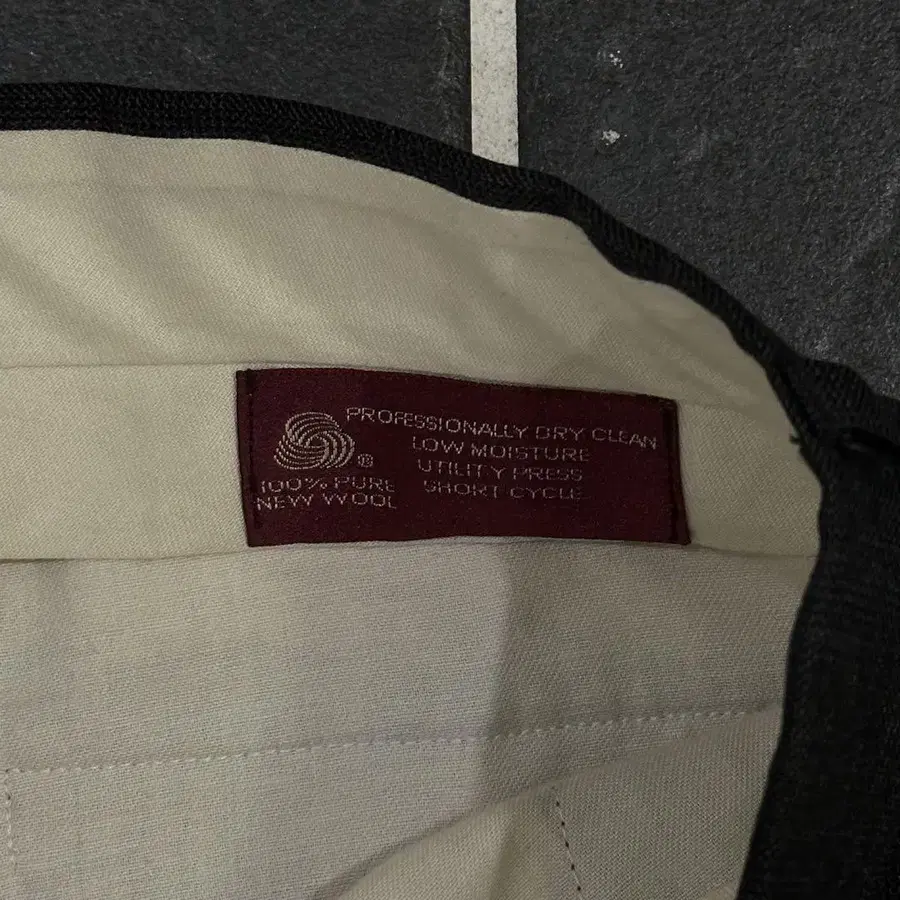 PROFESSIONALLY DRY CLEAN
LOW MOISTURE
UTILITY PRESS
SHORT CYCLE
®
100% PURE
NEW WOOL